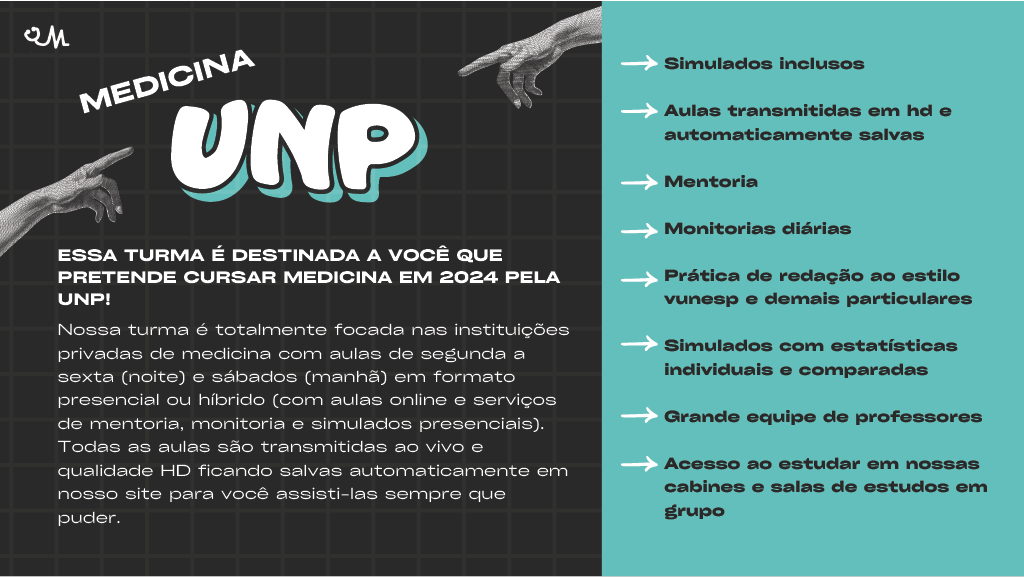 MEDICINA
UNP
ESSA TURMA É DESTINADA A VOCÊ QUE
PRETENDE CURSAR MEDICINA EM 2024 PELA
UNP!
Nossa turma é totalmente focada nas instituições
privadas de medicina com aulas de segunda a
sexta (noite) e sábados (manhã) em formato
presencial ou híbrido (com aulas online e serviços
de mentoria, monitoria e simulados presenciais).
Todas as aulas são transmitidas ao vivo e
qualidade HD ficando salvas automaticamente em
nosso site para você assisti-las sempre que
puder.
Simulados inclusos
Aulas transmitidas em hd e
automaticamente salvas
Mentoria
Monitorias diárias
Prática de redação ao estilo
vunesp e demais particulares
Simulados com estatísticas
individuais e comparadas
Grande equipe de professores
Acesso ao estudar em nossas
cabines e salas de estudos em
grupo